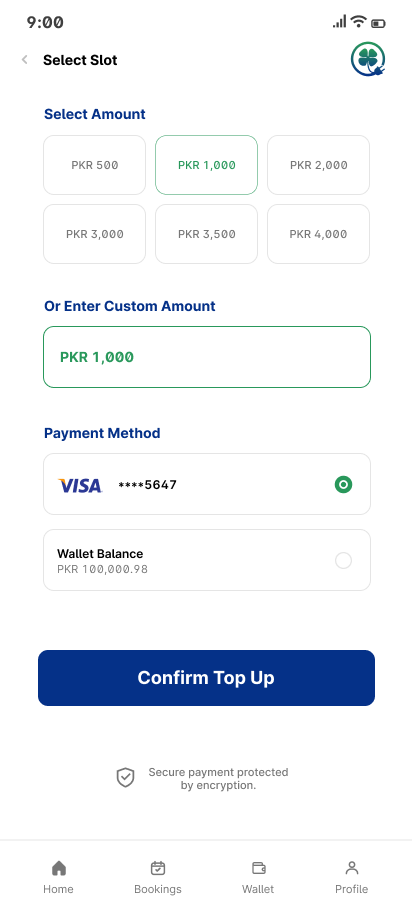 9:00
Select Slot
Select Amount
PKR 500
PKR 1,000
PKR 2,000
PKR 3,000
PKR 3,500
PKR 4,000
Or Enter Custom Amount
PKR 1,000
Payment Method
VISA ****5647
Wallet Balance
PKR 100,000.98
Confirm Top Up
Secure payment protected
by encryption.
Home
Bookings
Wallet
Profile